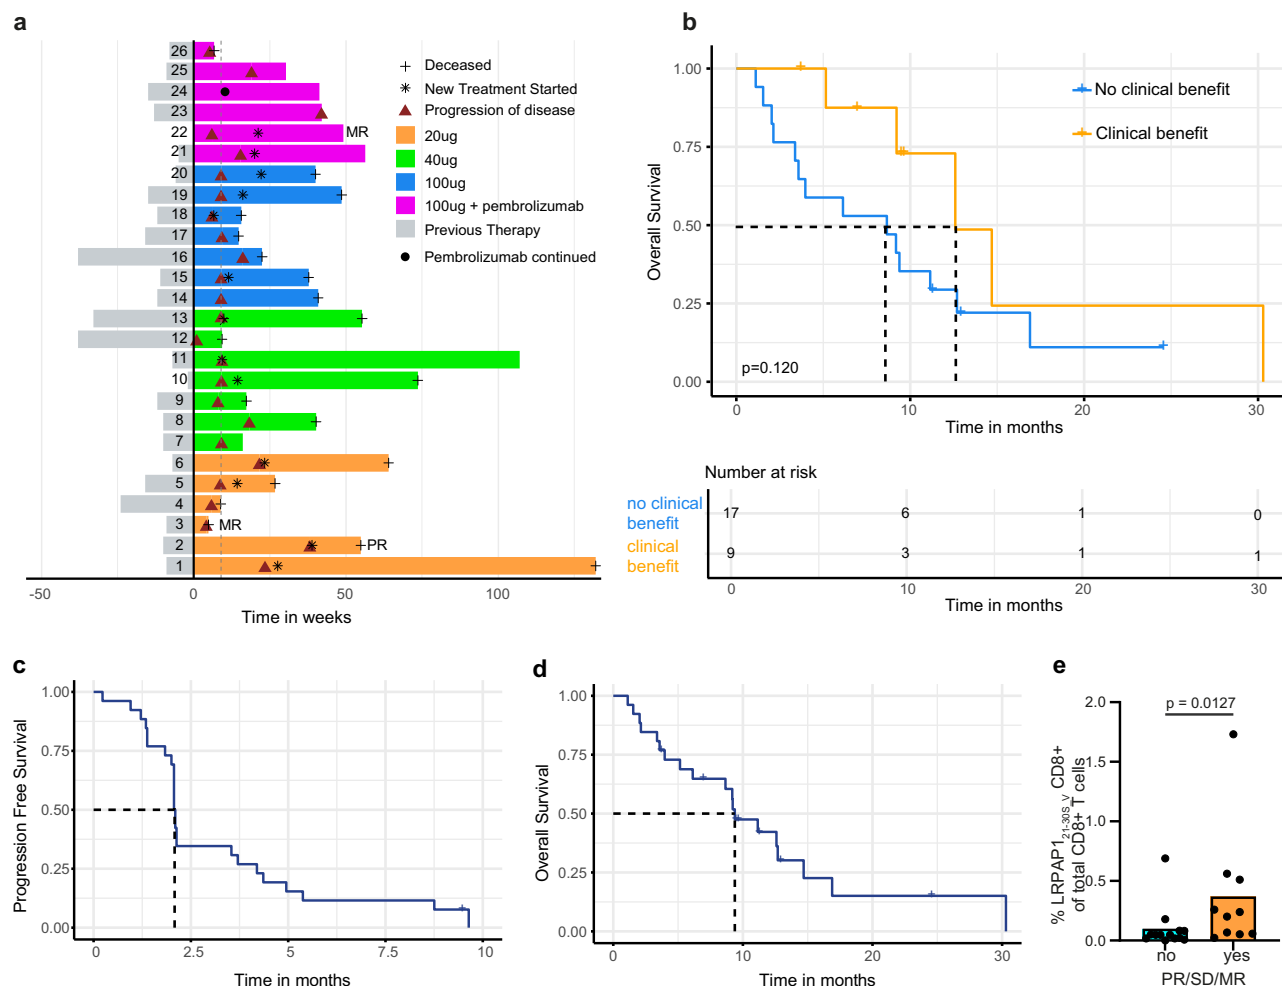 a
26
25
24
23
22
MR
21
20
19
18
17
16
15
14
13
12
11
10
9
8
7
6
5
4
3
MR
2
PR
1
-50
0
50
100
Time in weeks
Deceased
New Treatment Started
Progression of disease
20ug
40ug
100ug
100ug + pembrolizumab
Previous Therapy
Pembrolizumab continued
b
Overall Survival
1.00
0.75
0.50
0.25
0.00
No clinical benefit
Clinical benefit
p=0.120
0
10
20
30
Time in months
Number at risk
no clinical
benefit
17
6
1
0
clinical
benefit
9
3
1
1
0
10
20
30
Time in months
c
Progression Free Survival
1.00
0.75
0.50
0.25
0.00
0
2.5
5
7.5
10
Time in months
d
Overall Survival
1.00
0.75
0.50
0.25
0.00
0
10
20
30
Time in months
e
% LRPAP121-30S_V CD8+
of total CD8+ T cells
2.0
1.5
1.0
0.5
0.0
p = 0.0127
no
yes
PR/SD/MR